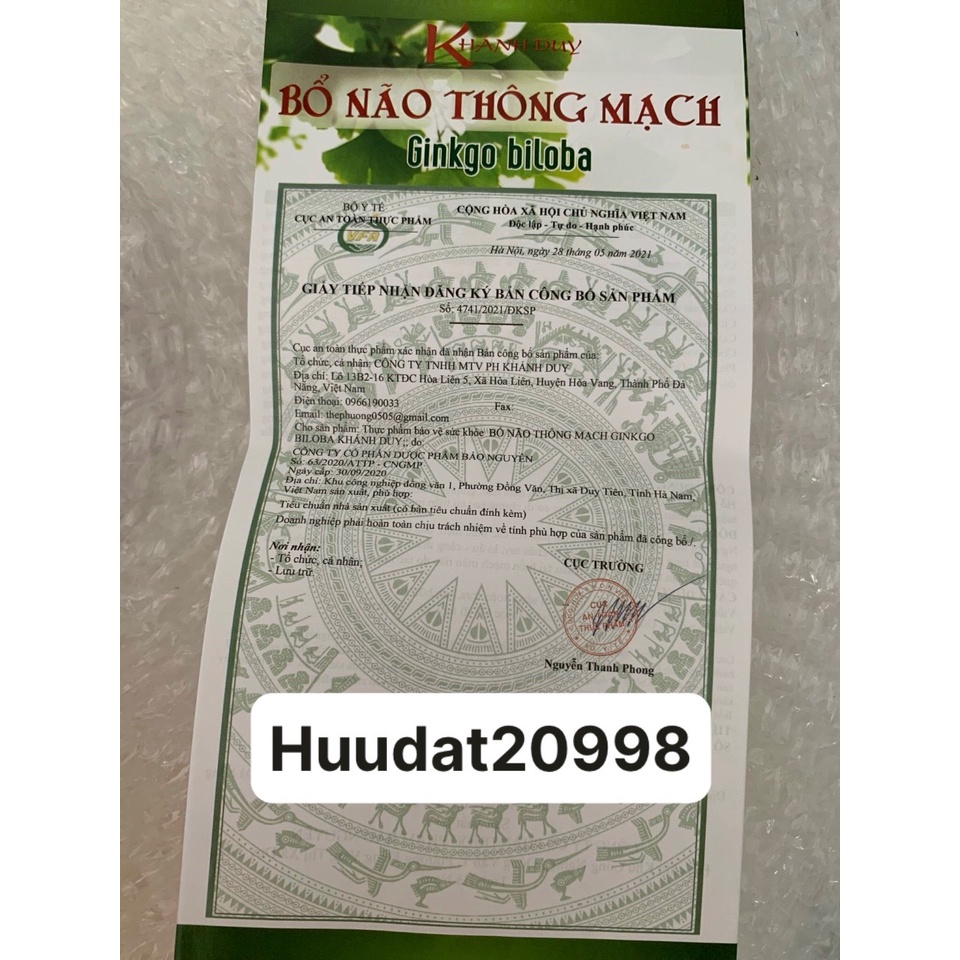 KHANH DUY
BỔ NÃO THÔNG MẠCH
Ginkgo biloba
BỘ Y TẾ
CỤC AN TOÀN THỰC PHẨM
VFA
CỘNG HÒA XÃ HỘI CHỦ NGHĨA VIỆT NAM
Độc lập - Tự do - Hạnh phúc
Hà Nội, ngày 28 tháng 05 năm 2021
GIẤY TIẾP NHẬN ĐĂNG KÝ BẢN CÔNG BỐ SẢN PHẨM
Số: 4741/2021/ĐKSP
Cục an toàn thực phẩm xác nhận đã nhận Bản công bố sản phẩm của:
Tổ chức, cá nhân: CÔNG TY TNHH MTV PH KHÁNH DUY
Địa chỉ: Lô 13B2-16 KTĐC Hòa Liên 5, Xã Hòa Liên, Huyện Hòa Vang, Thành Phố Đà
Nẵng, Việt Nam
Điện thoại: 0966190033 Fax:
Email: thephuong0505@gmail.com
Cho sản phẩm: Thực phẩm bảo vệ sức khỏe BỔ NÃO THÔNG MẠCH GINKGO
BILOBA KHÁNH DUY;; do:
CÔNG TY CỔ PHẦN DƯỢC PHẨM BẢO NGUYÊN
Số: 63/2020/ATTP - CNGMP
Ngày cấp: 30/09/2020
Địa chỉ: Khu công nghiệp đồng văn 1, Phường Đồng Văn, Thị xã Duy Tiên, Tỉnh Hà Nam,
Việt Nam sản xuất, phù hợp:
Tiêu chuẩn nhà sản xuất (có bản tiêu chuẩn đính kèm)
Doanh nghiệp phải hoàn toàn chịu trách nhiệm về tính phù hợp của sản phẩm đã công bố./.
Nơi nhận:
- Tổ chức, cá nhân;
- Lưu trữ.
CỤC TRƯỞNG
CỤC
AN TOÀN
THỰC PHẨM
Nguyễn Thanh Phong
Huudat20998